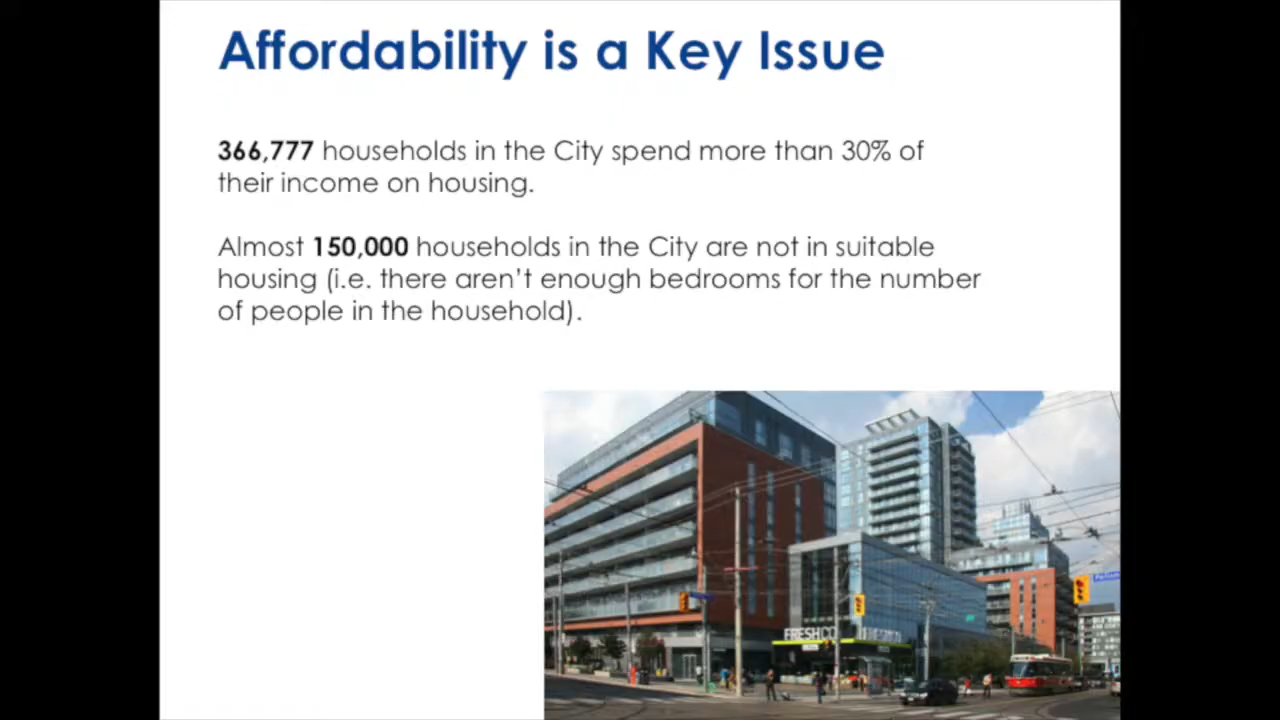 Affordability is a Key Issue
366,777 households in the City spend more than 30% of
their income on housing.
Almost 150,000 households in the City are not in suitable
housing (i.e. there aren't enough bedrooms for the number
of people in the household).
FRESHCO